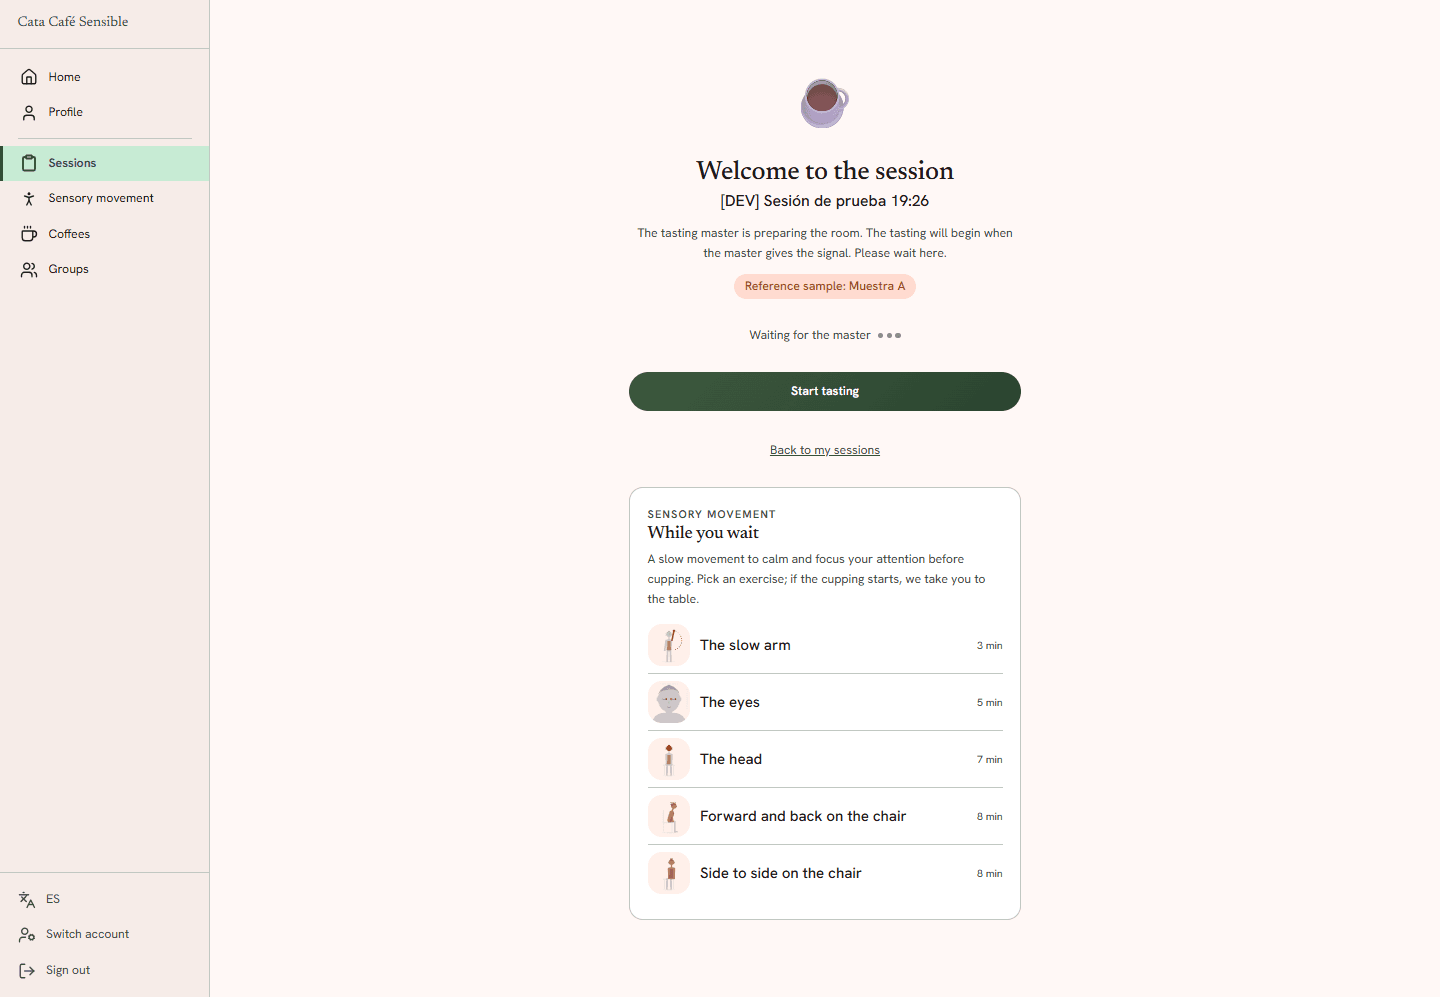 Cata Café Sensible
Home
Profile
Sessions
Sensory movement
Coffees
Groups
ES
Switch account
Sign out
Welcome to the session
[DEV] Sesión de prueba 19:26
The tasting master is preparing the room. The tasting will begin when
the master gives the signal. Please wait here.
Reference sample: Muestra A
Waiting for the master
Start tasting
Back to my sessions
SENSORY MOVEMENT
While you wait
A slow movement to calm and focus your attention before
cupping. Pick an exercise; if the cupping starts, we take you to
the table.
The slow arm 3 min
The eyes 5 min
The head 7 min
Forward and back on the chair 8 min
Side to side on the chair 8 min